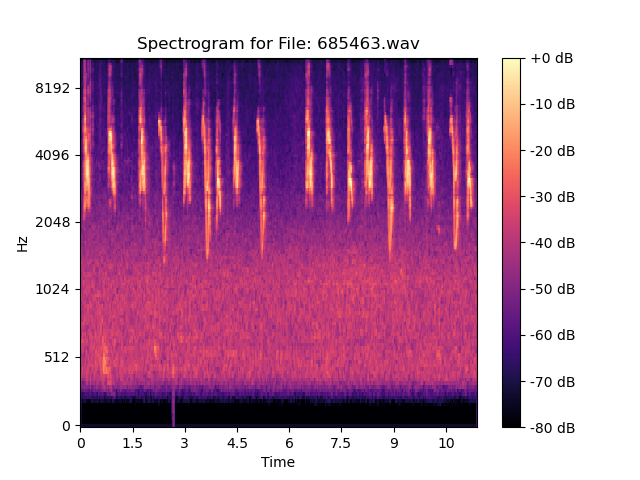 Spectrogram for File: 685463.wav
Hz
8192
4096
2048
1024
512
0
0 1.5 3 4.5 6 7.5 9 10
Time
+0 dB
-10 dB
-20 dB
-30 dB
-40 dB
-50 dB
-60 dB
-70 dB
-80 dB